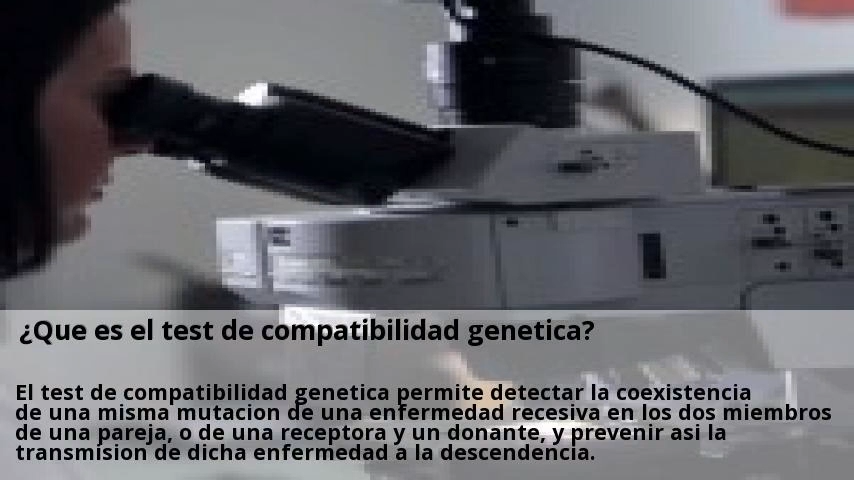 ¿Que es el test de compatibilidad genetica?
El test de compatibilidad genetica permite detectar la coexistencia
de una misma mutacion de una enfermedad recesiva en los dos miembros
de una pareja, o de una receptora y un donante, y prevenir asi la
transmision de dicha enfermedad a la descendencia.